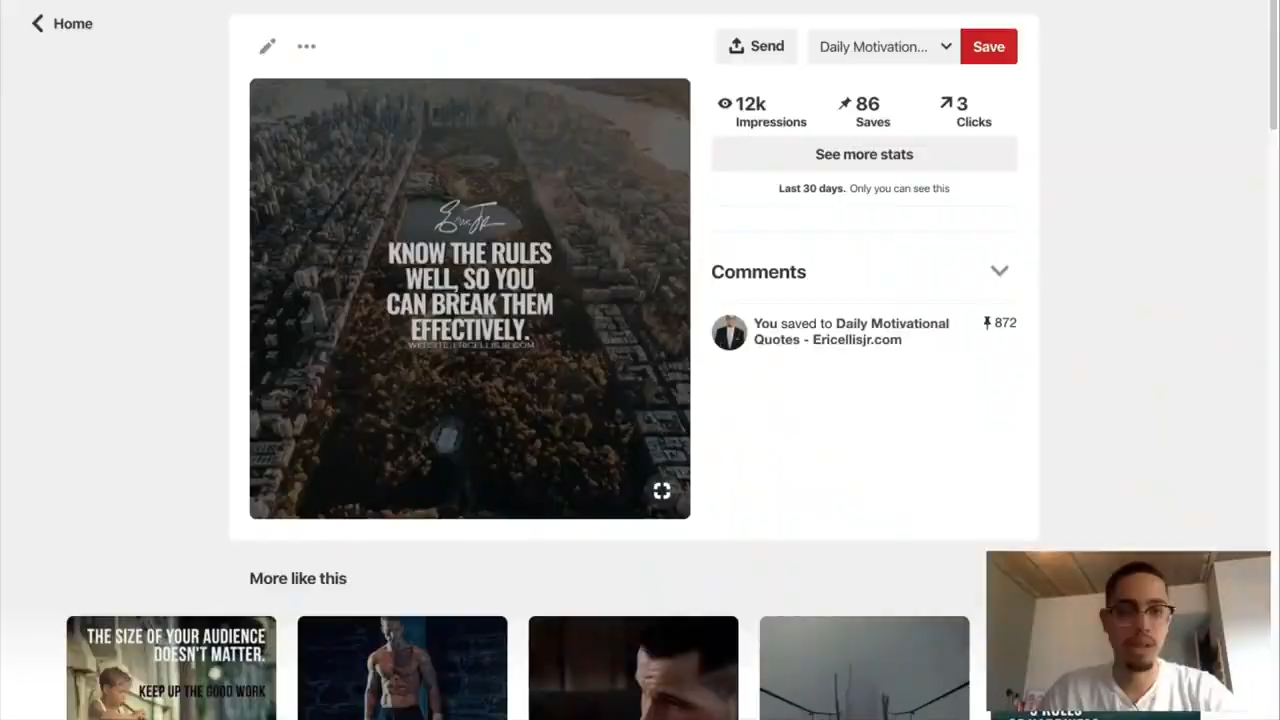 Home
Send
Daily Motivation...
Save
12k
Impressions
86
Saves
3
Clicks
See more stats
Last 30 days. Only you can see this
KNOW THE RULES
WELL, SO YOU
CAN BREAK THEM
EFFECTIVELY.
WEBSITE: ERICELLISJR.COM
Comments
You saved to Daily Motivational
Quotes - Ericellisjr.com
872
More like this
THE SIZE OF YOUR AUDIENCE
DOESN'T MATTER.
KEEP UP THE GOOD WORK